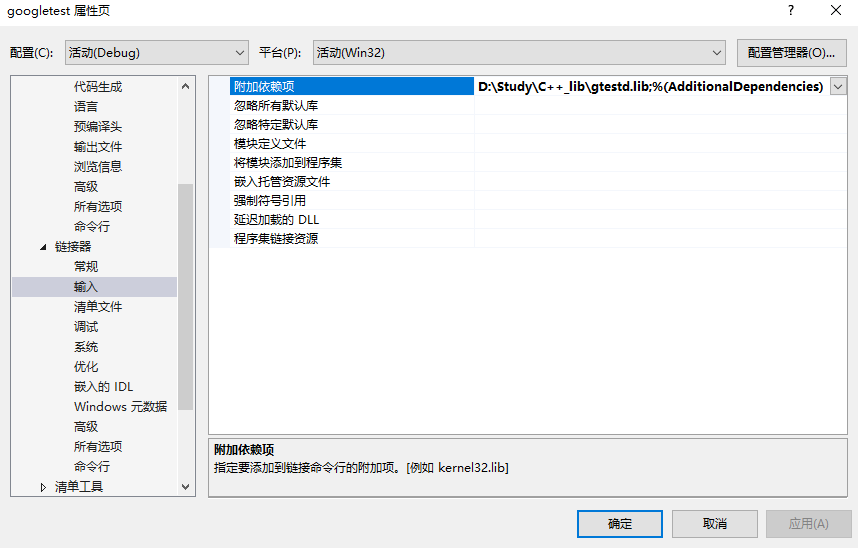 googletest 属性页
配置(C): 活动(Debug) 平台(P): 活动(Win32) 配置管理器(O)...
代码生成
语言
预编译头
输出文件
浏览信息
高级
所有选项
命令行
链接器
常规
输入
清单文件
调试
系统
优化
嵌入的 IDL
Windows 元数据
高级
所有选项
命令行
清单工具
附加依赖项 D:\Study\C++_lib\gtestd.lib;%(AdditionalDependencies)
忽略所有默认库
忽略特定默认库
模块定义文件
将模块添加到程序集
嵌入托管资源文件
强制符号引用
延迟加载的 DLL
程序集链接资源
附加依赖项
指定要添加到链接命令行的附加项。[例如 kernel32.lib]
确定 取消 应用(A)